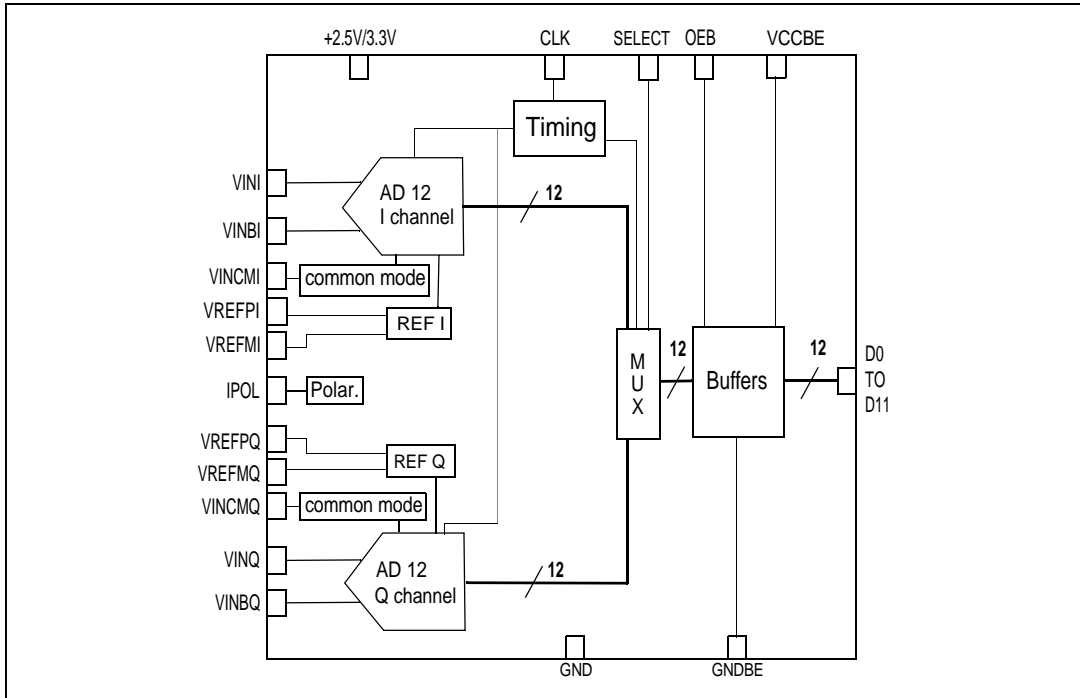 +2.5V/3.3V
CLK
SELECT
OEB
VCCBE
Timing
VINI
AD 12
I channel
12
VINBI
VINCMI
common mode
VREFPI
REF I
VREFMI
M
U
X
12
Buffers
12
D0
TO
D11
IPOL
Polar.
VREFPQ
REF Q
VREFMQ
VINCMQ
common mode
VINQ
AD 12
Q channel
12
VINBQ
GND
GNDBE